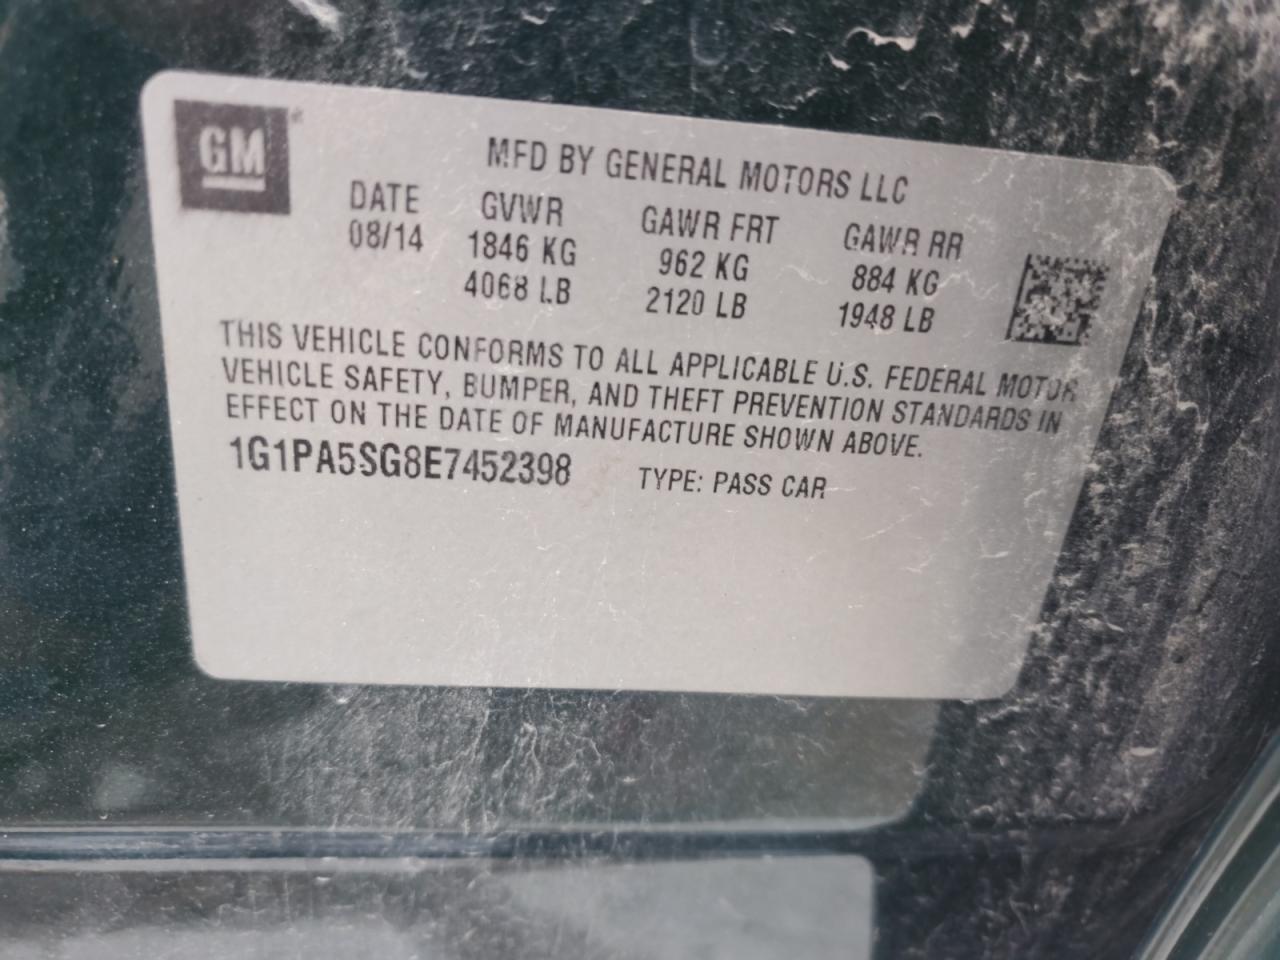 GM
MFD BY GENERAL MOTORS LLC
DATE GVWR GAWR FRT GAWR RR
08/14 1846 KG 962 KG 884 KG
4068 LB 2120 LB 1948 LB
THIS VEHICLE CONFORMS TO ALL APPLICABLE U.S. FEDERAL MOTOR
VEHICLE SAFETY, BUMPER, AND THEFT PREVENTION STANDARDS IN
EFFECT ON THE DATE OF MANUFACTURE SHOWN ABOVE.
1G1PA5SG8E7452398 TYPE: PASS CAR